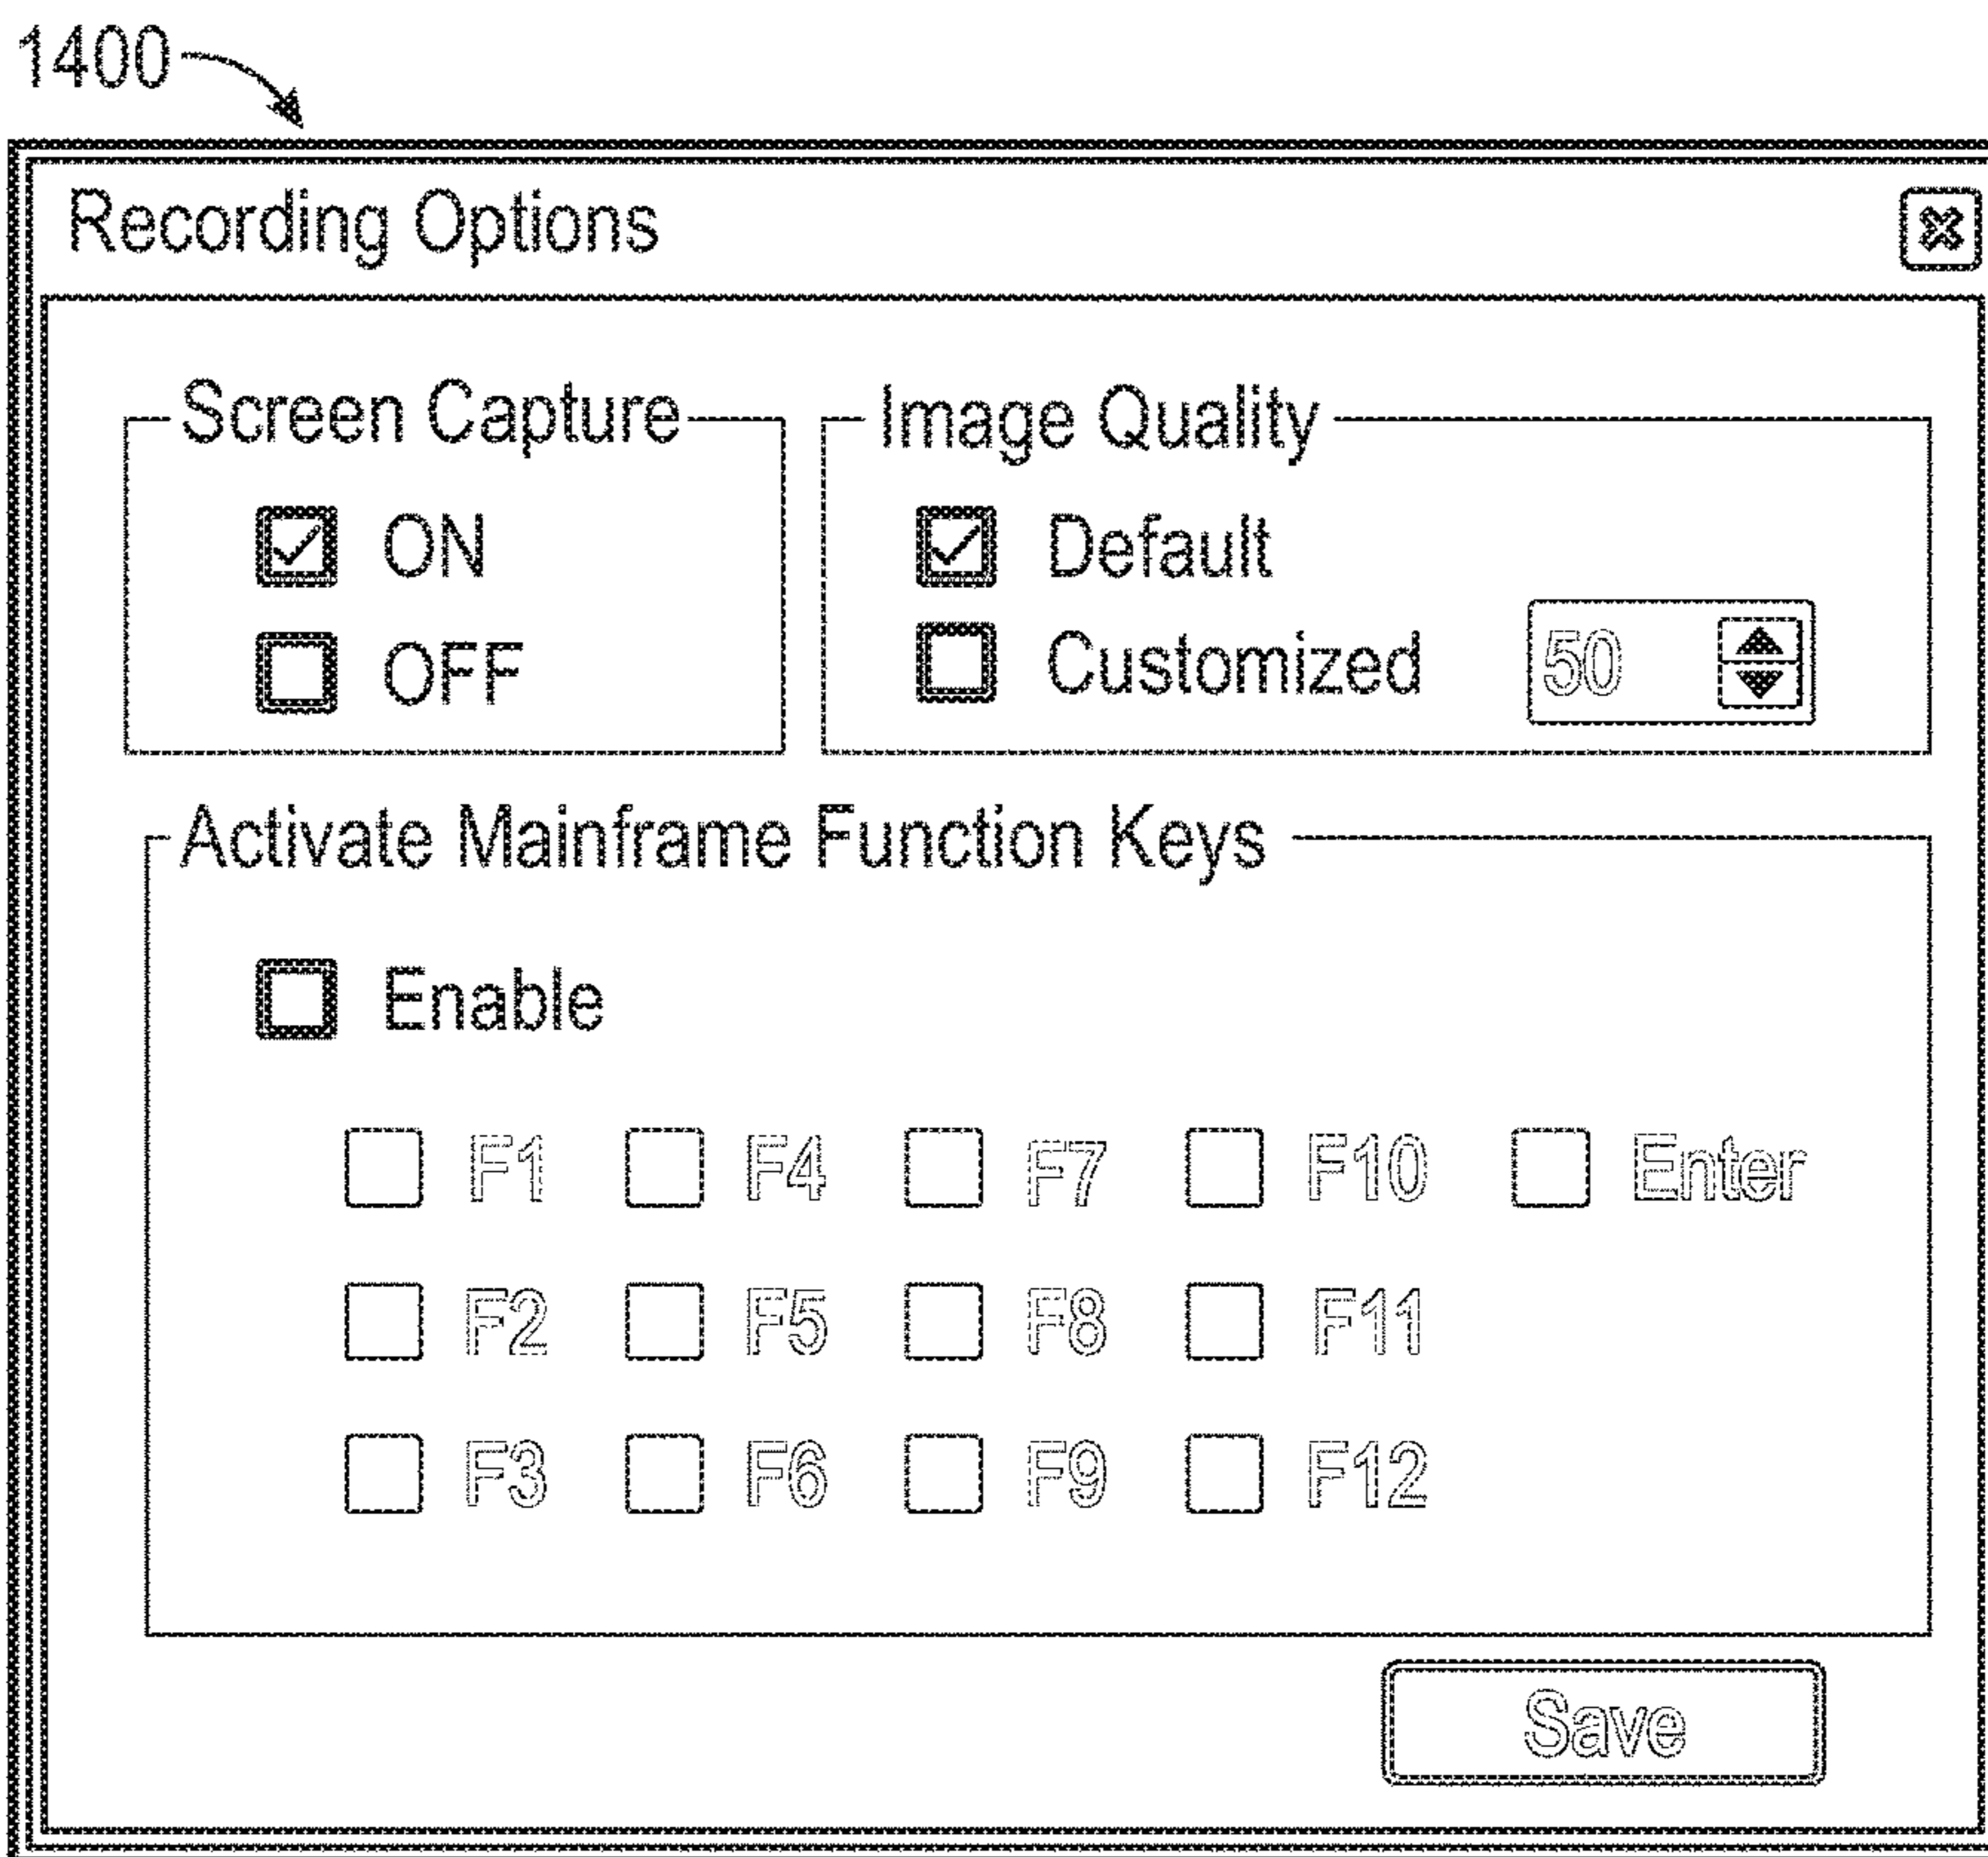 1400
Recording Options
Screen Capture
ON
OFF
Image Quality
Default
Customized 50
Activate Mainframe Function Keys
Enable
F1 F4 F7 F10 Enter
F2 F5 F8 F11
F3 F6 F9 F12
Save